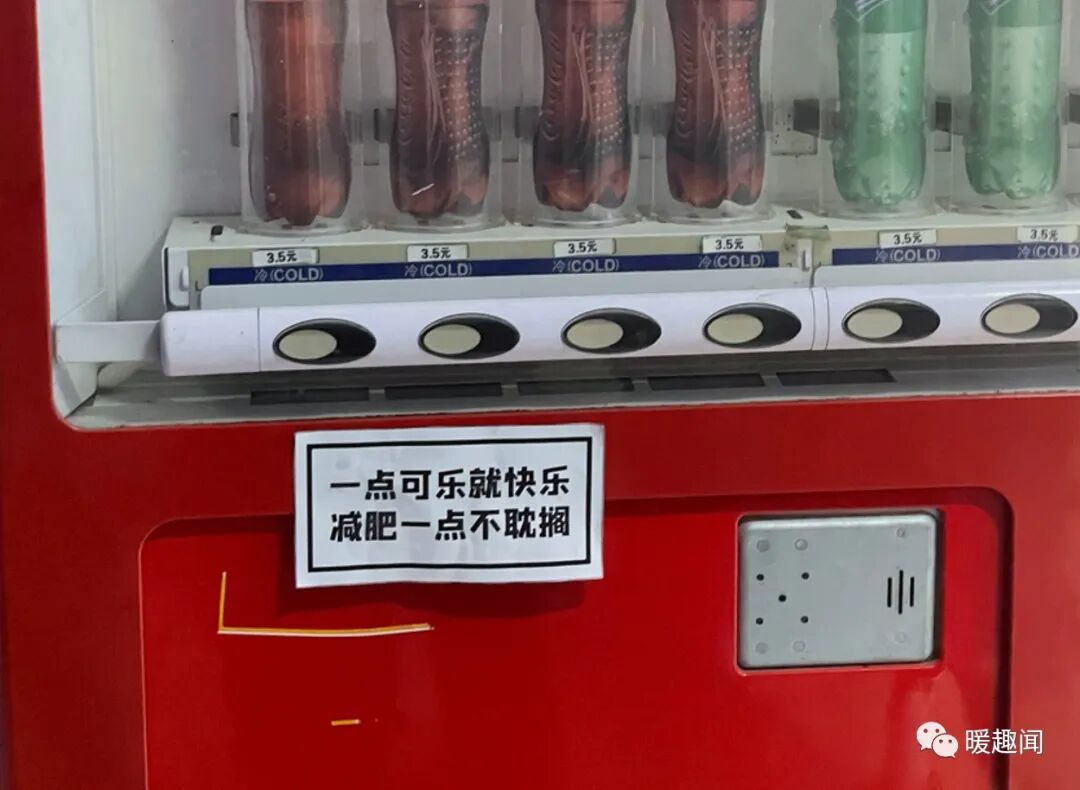 3.5元
3.5元
3.5元
3.5元
3.5元
3.5元
冷(COLD)
冷(COLD)
冷(COLD)
冷(COLD)
冷(COLD)
冷(COLD)
一点可乐就快乐
减肥一点不耽搁
暖趣闻